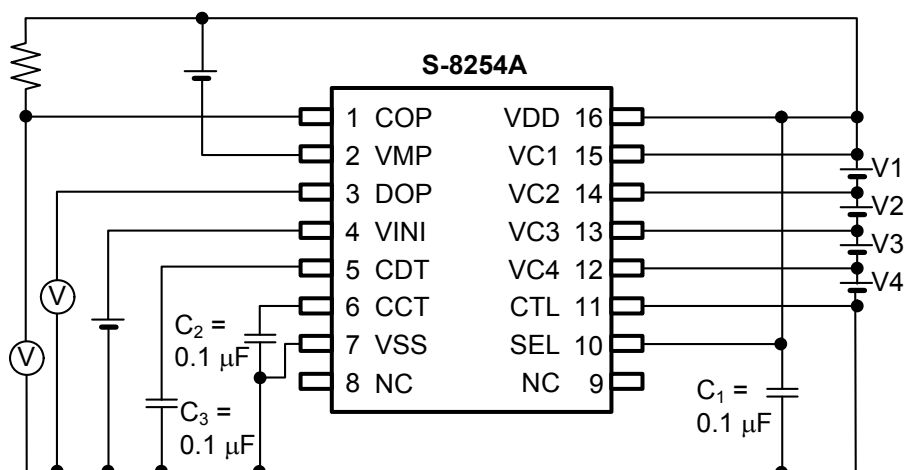 S-8254A
1 COP
2 VMP
3 DOP
4 VINI
5 CDT
6 CCT
7 VSS
8 NC
VDD 16
VC1 15
VC2 14
VC3 13
VC4 12
CTL 11
SEL 10
NC 9
V1
V2
V3
V4
V
V
C2 =
0.1 μF
C3 =
0.1 μF
C1 =
0.1 μF